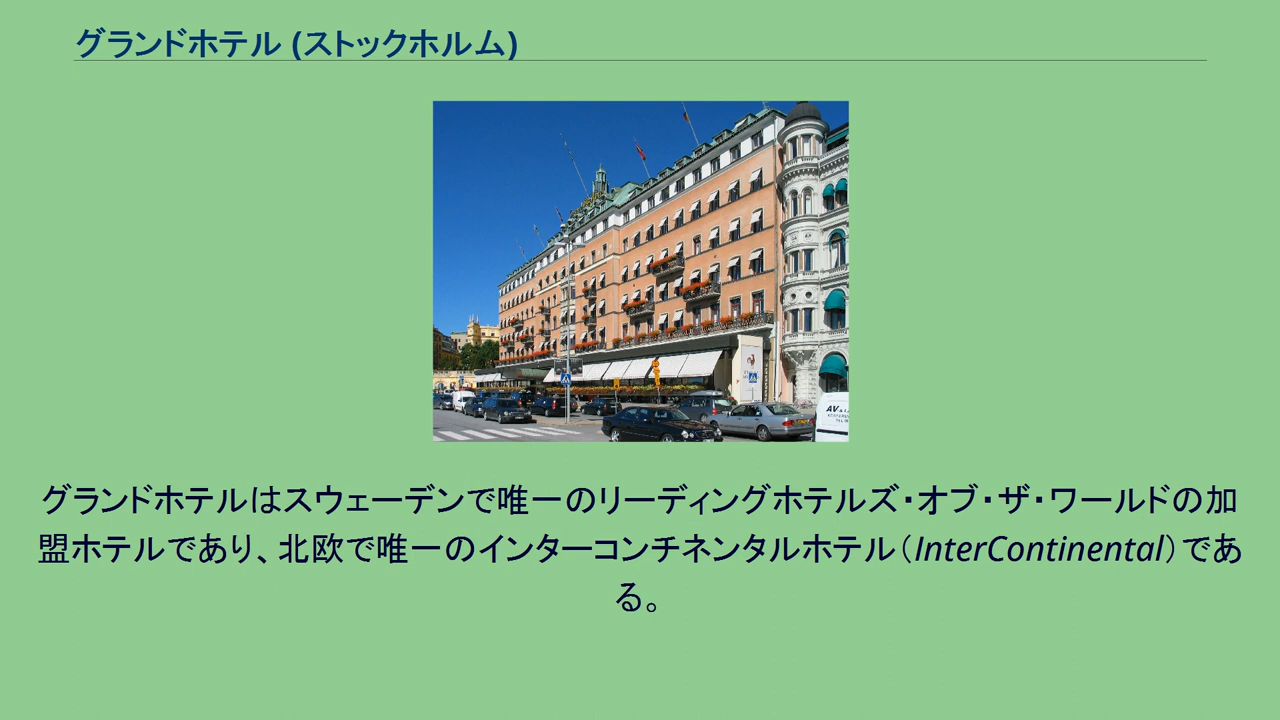 グランドホテル (ストックホルム)
AV
グランドホテルはスウェーデンで唯一のリーディングホテルズ・オブ・ザ・ワールドの加
盟ホテルであり、北欧で唯一のインターコンチネンタルホテル（InterContinental）であ
る。